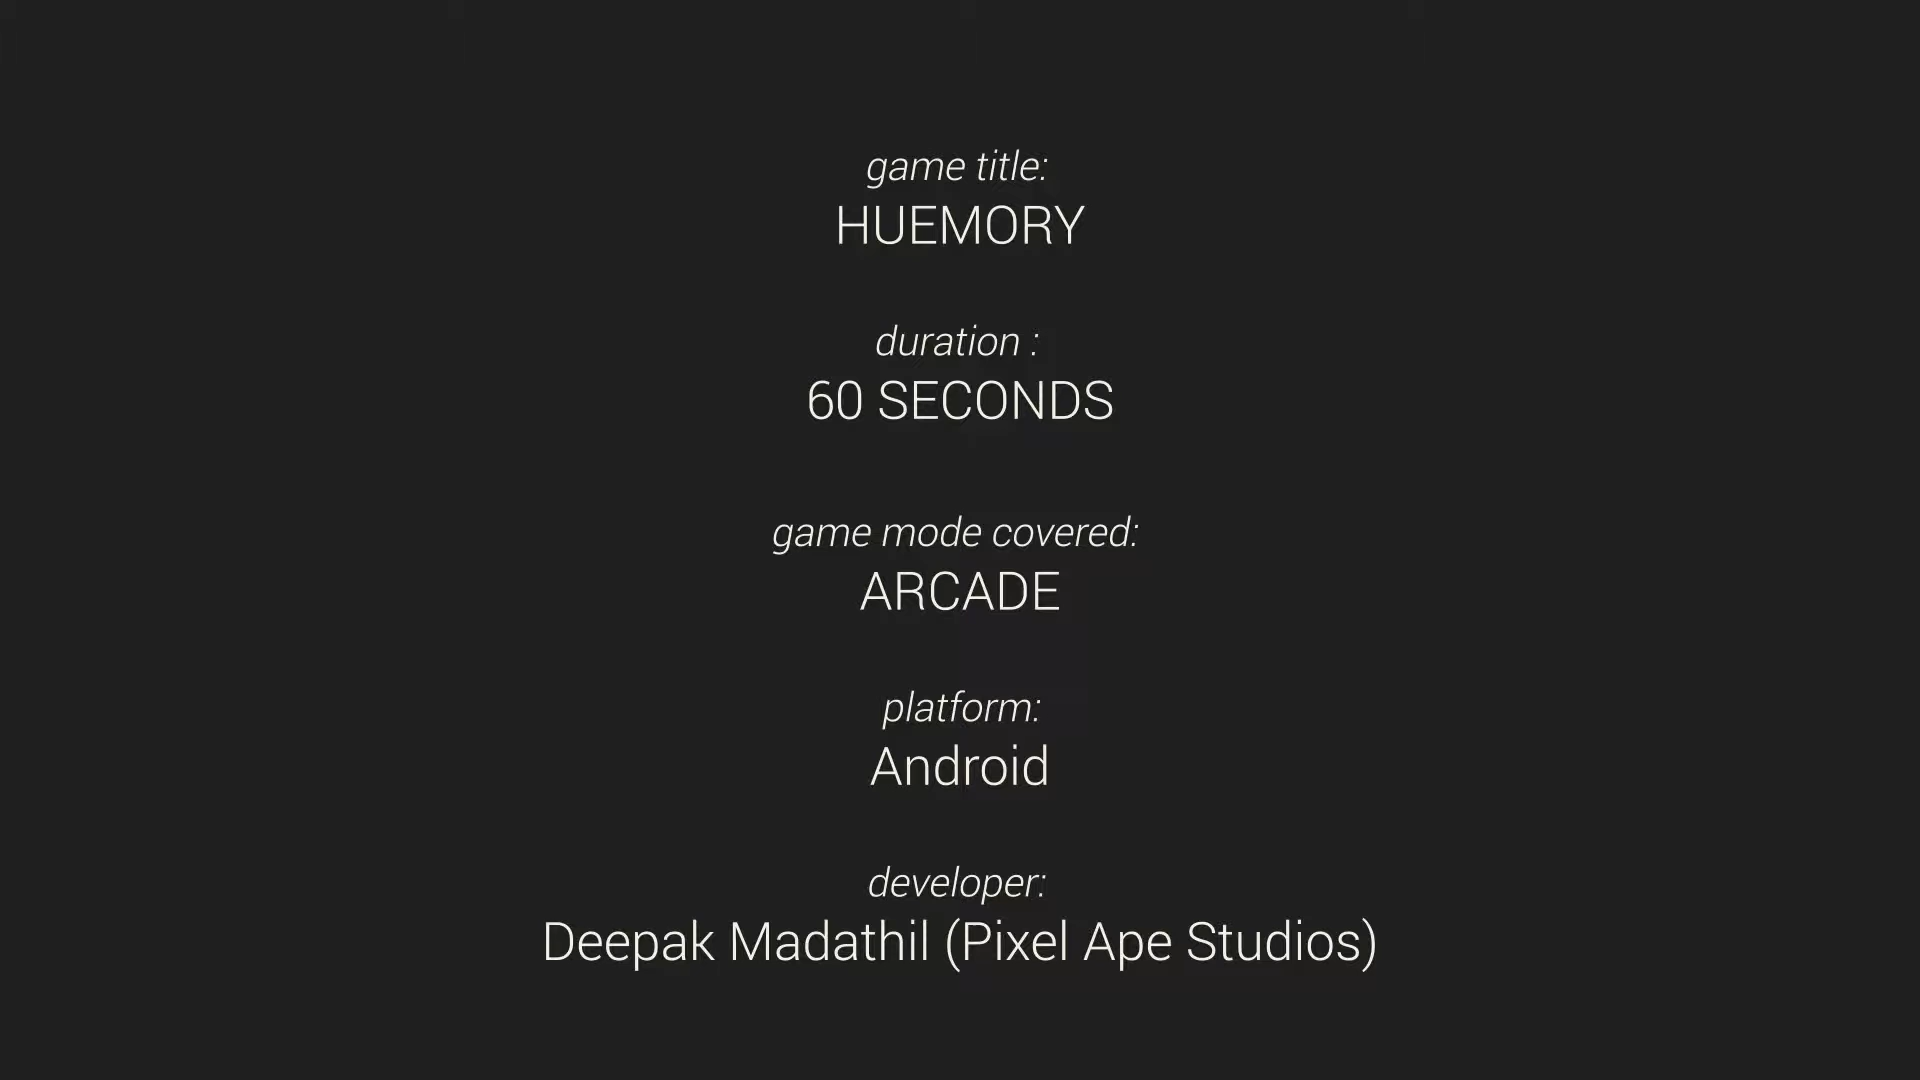 game title:
HUEMORY
duration :
60 SECONDS
game mode covered:
ARCADE
platform:
Android
developer:
Deepak Madathil (Pixel Ape Studios)